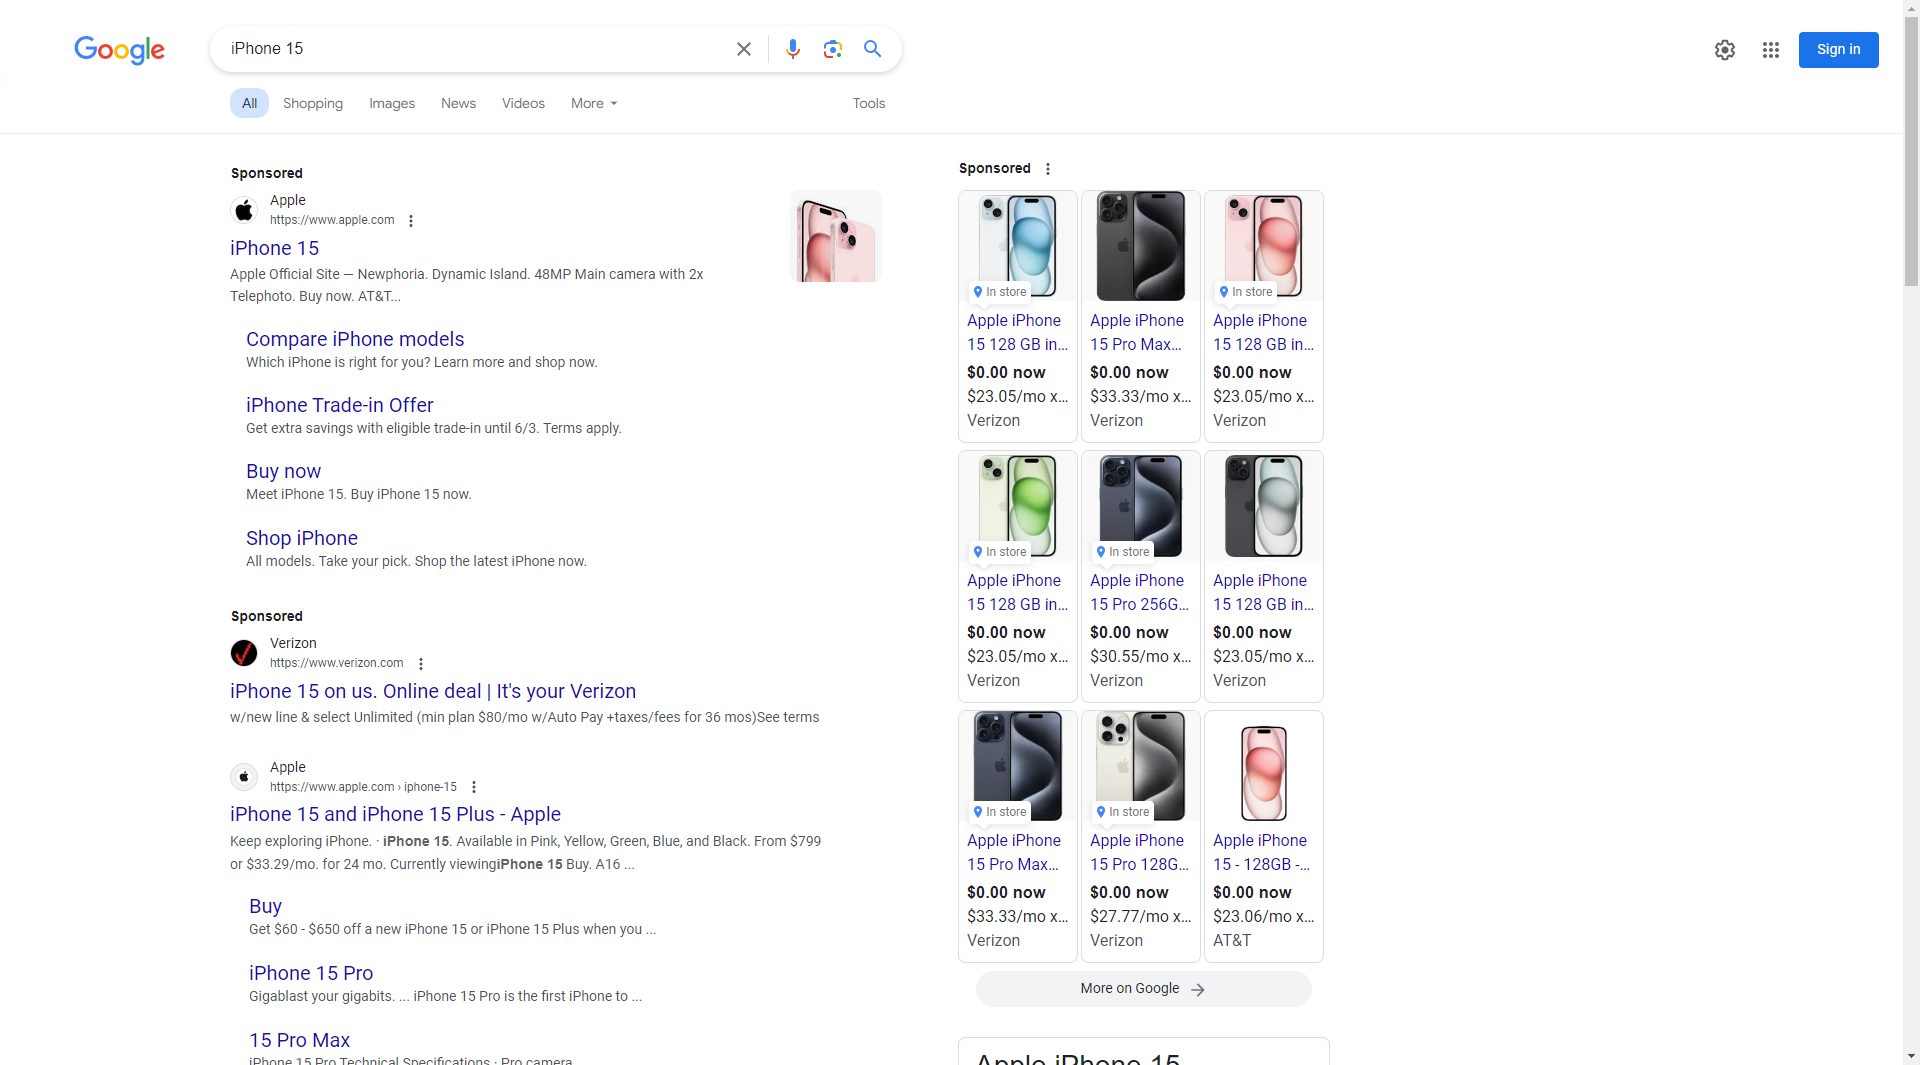 Google
iPhone 15
Sign in
All
Shopping
Images
News
Videos
More
Tools
Sponsored
Apple
https://www.apple.com
iPhone 15
Apple Official Site — Newphoria. Dynamic Island. 48MP Main camera with 2x
Telephoto. Buy now. AT&T...
Compare iPhone models
Which iPhone is right for you? Learn more and shop now.
iPhone Trade-in Offer
Get extra savings with eligible trade-in until 6/3. Terms apply.
Buy now
Meet iPhone 15. Buy iPhone 15 now.
Shop iPhone
All models. Take your pick. Shop the latest iPhone now.
Sponsored
Verizon
https://www.verizon.com
iPhone 15 on us. Online deal | It's your Verizon
w/new line & select Unlimited (min plan $80/mo w/Auto Pay +taxes/fees for 36 mos)See terms
Apple
https://www.apple.com › iphone-15
iPhone 15 and iPhone 15 Plus - Apple
Keep exploring iPhone. · iPhone 15. Available in Pink, Yellow, Green, Blue, and Black. From $799
or $33.29/mo. for 24 mo. Currently viewingiPhone 15 Buy. A16 ...
Buy
Get $60 - $650 off a new iPhone 15 or iPhone 15 Plus when you ...
iPhone 15 Pro
Gigablast your gigabits. ... iPhone 15 Pro is the first iPhone to ...
15 Pro Max
iPhone 15 Pro Technical Specifications · Pro camera
Sponsored
In store
Apple iPhone
15 128 GB in...
$0.00 now
$23.05/mo x...
Verizon
Apple iPhone
15 Pro Max...
$0.00 now
$33.33/mo x...
Verizon
In store
Apple iPhone
15 128 GB in...
$0.00 now
$23.05/mo x...
Verizon
In store
Apple iPhone
15 128 GB in...
$0.00 now
$23.05/mo x...
Verizon
In store
Apple iPhone
15 Pro 256G...
$0.00 now
$30.55/mo x...
Verizon
Apple iPhone
15 128 GB in...
$0.00 now
$23.05/mo x...
Verizon
In store
Apple iPhone
15 Pro Max...
$0.00 now
$33.33/mo x...
Verizon
In store
Apple iPhone
15 Pro 128G...
$0.00 now
$27.77/mo x...
Verizon
Apple iPhone
15 - 128GB -...
$0.00 now
$23.06/mo x...
AT&T
More on Google
Apple iPhone 15